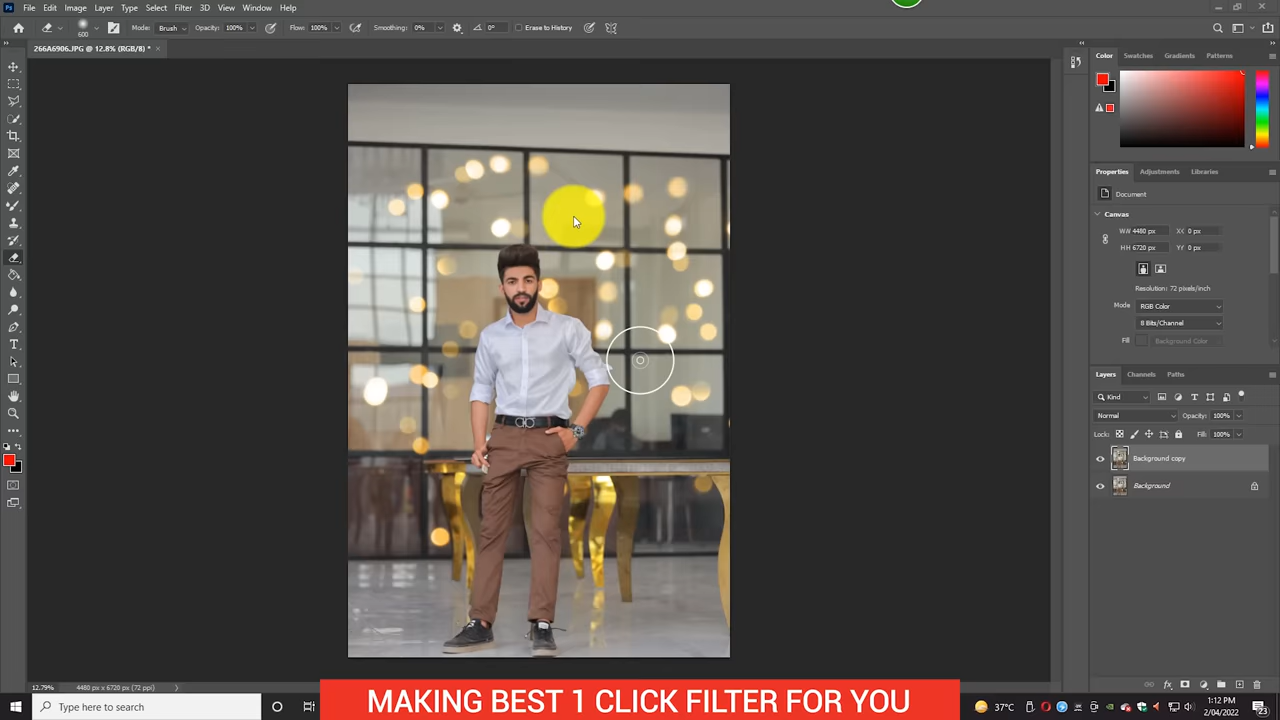 Ps File Edit Image Layer Type Select Filter 3D View Window Help
600 Mode: Brush Opacity: 100% Flow: 100% Smoothing: 0% 0° Erase to History
266A6906.JPG @ 12.8% (RGB/8) * ×
Color Swatches Gradients Patterns
Properties Adjustments Libraries
Document
Canvas
W 4480 px X 0 px
H 6720 px Y 0 px
Resolution: 72 pixels/inch
Mode RGB Color
8 Bits/Channel
Fill Background Color
Layers Channels Paths
Kind
Normal Opacity: 100%
Lock: Fill: 100%
Background copy
Background
12.79% 4480 px x 6720 px (72 ppi)
MAKING BEST 1 CLICK FILTER FOR YOU
Type here to search
37°C
1:12 PM
2/04/2022